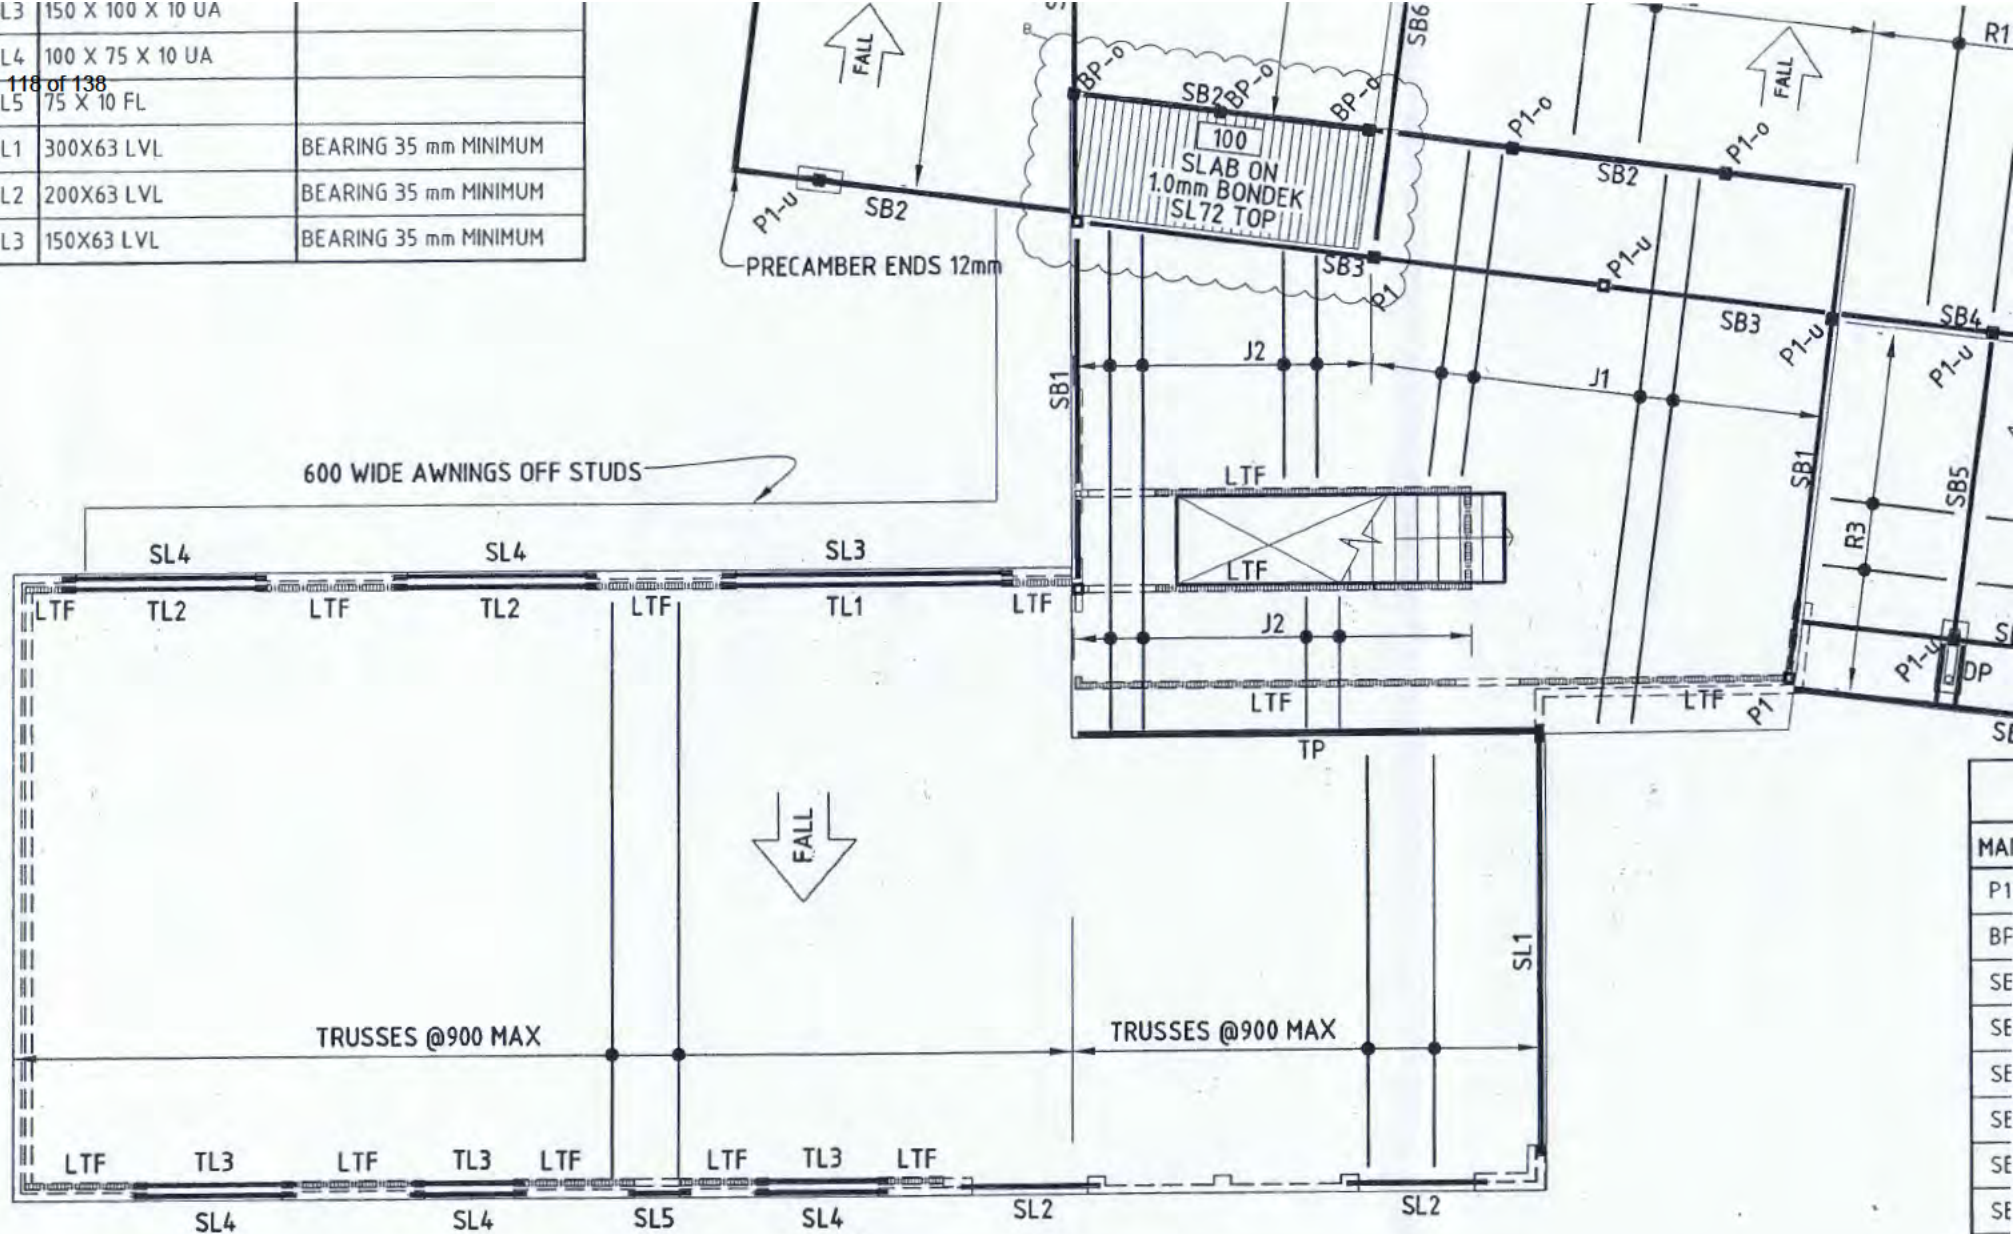 L3 150 X 100 X 10 UA
L4 100 X 75 X 10 UA
118 of 138
L5 75 X 10 FL
L1 300X63 LVL BEARING 35 mm MINIMUM
L2 200X63 LVL BEARING 35 mm MINIMUM
L3 150X63 LVL BEARING 35 mm MINIMUM
FALL
B
BP-o
SB2
BP-o
BP-o
SB6
100
SLAB ON
1.0mm BONDEK
SL72 TOP
P1-o
SB2
P1-o
FALL
R1
P1-u
SB2
PRECAMBER ENDS 12mm
SB3
P1
P1-u
SB3
P1-u
SB4
P1-u
J2
J1
SB1
SB1
SB5
R3
600 WIDE AWNINGS OFF STUDS
LTF
LTF
SL4
SL4
SL3
LTF
TL2
LTF
TL2
LTF
TL1
LTF
J2
LTF
LTF
P1
P1-u
DP
TP
FALL
SL1
TRUSSES @900 MAX
TRUSSES @900 MAX
P1
LTF
TL3
LTF
TL3
LTF
LTF
TL3
LTF
SL4
SL4
SL5
SL4
SL2
SL2